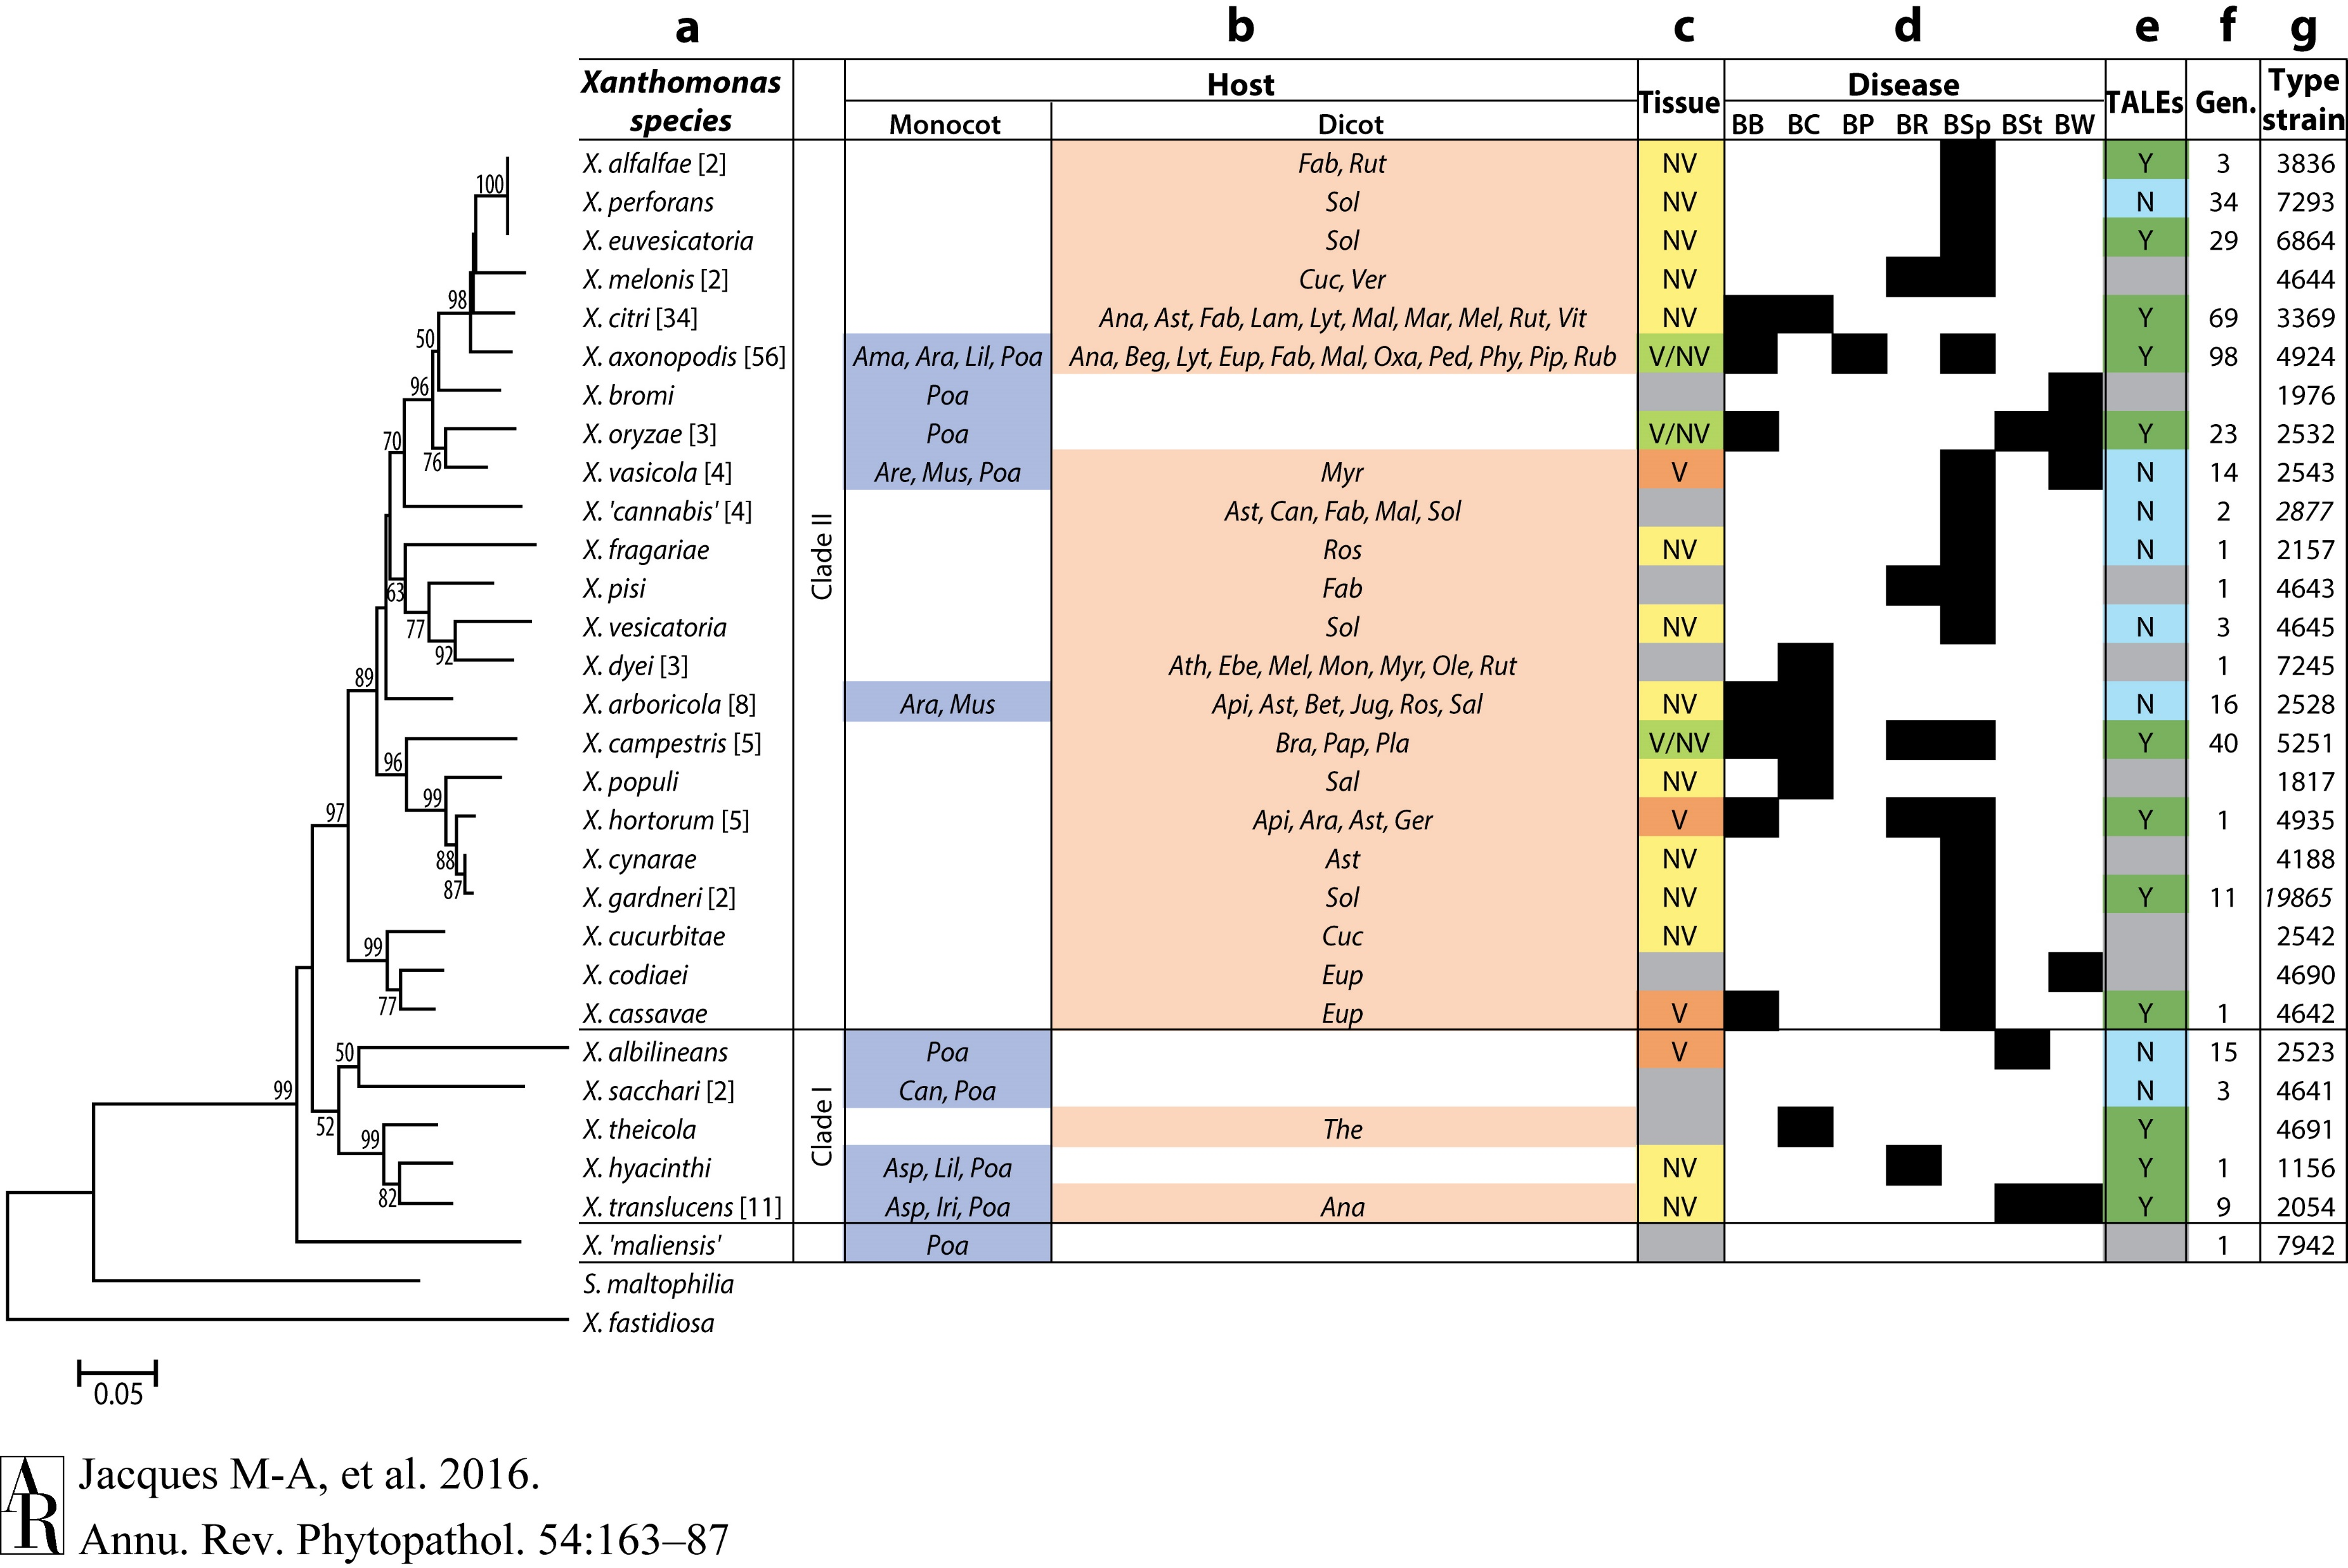 a b c d e f g
Xanthomonas species Host Tissue Disease TALEs Gen. Type strain
Monocot Dicot BB BC BP BR BSp BSt BW
X. alfalfae [2] Fab, Rut NV Y 3 3836
100
X. perforans Sol NV N 34 7293
X. euvesicatoria Sol NV Y 29 6864
X. melonis [2] Cuc, Ver NV 4644
98
X. citri [34] Ana, Ast, Fab, Lam, Lyt, Mal, Mar, Mel, Rut, Vit NV Y 69 3369
50
X. axonopodis [56] Ama, Ara, Lil, Poa Ana, Beg, Lyt, Eup, Fab, Mal, Oxa, Ped, Phy, Pip, Rub V/NV Y 98 4924
96
X. bromi Poa 1976
70
X. oryzae [3] Poa V/NV Y 23 2532
76
X. vasicola [4] Are, Mus, Poa Myr V N 14 2543
X. 'cannabis' [4] Ast, Can, Fab, Mal, Sol N 2 2877
X. fragariae Ros NV N 1 2157
Clade II
63
X. pisi Fab 1 4643
77
X. vesicatoria Sol NV N 3 4645
92
X. dyei [3] Ath, Ebe, Mel, Mon, Myr, Ole, Rut 1 7245
89
X. arboricola [8] Ara, Mus Api, Ast, Bet, Jug, Ros, Sal NV N 16 2528
X. campestris [5] Bra, Pap, Pla V/NV Y 40 5251
96
X. populi Sal NV 1817
99
97
X. hortorum [5] Api, Ara, Ast, Ger V Y 1 4935
88
X. cynarae Ast NV 4188
87
X. gardneri [2] Sol NV Y 11 19865
X. cucurbitae Cuc NV 2542
99
X. codiaei Eup 4690
77
X. cassavae Eup V Y 1 4642
50
X. albilineans Poa V N 15 2523
99
X. sacchari [2] Can, Poa N 3 4641
Clade I
52
X. theicola The Y 4691
99
X. hyacinthi Asp, Lil, Poa NV Y 1 1156
82
X. translucens [11] Asp, Iri, Poa Ana NV Y 9 2054
X. 'maliensis' Poa 1 7942
S. maltophilia
X. fastidiosa
0.05
AR
Jacques M-A, et al. 2016.
Annu. Rev. Phytopathol. 54:163–87